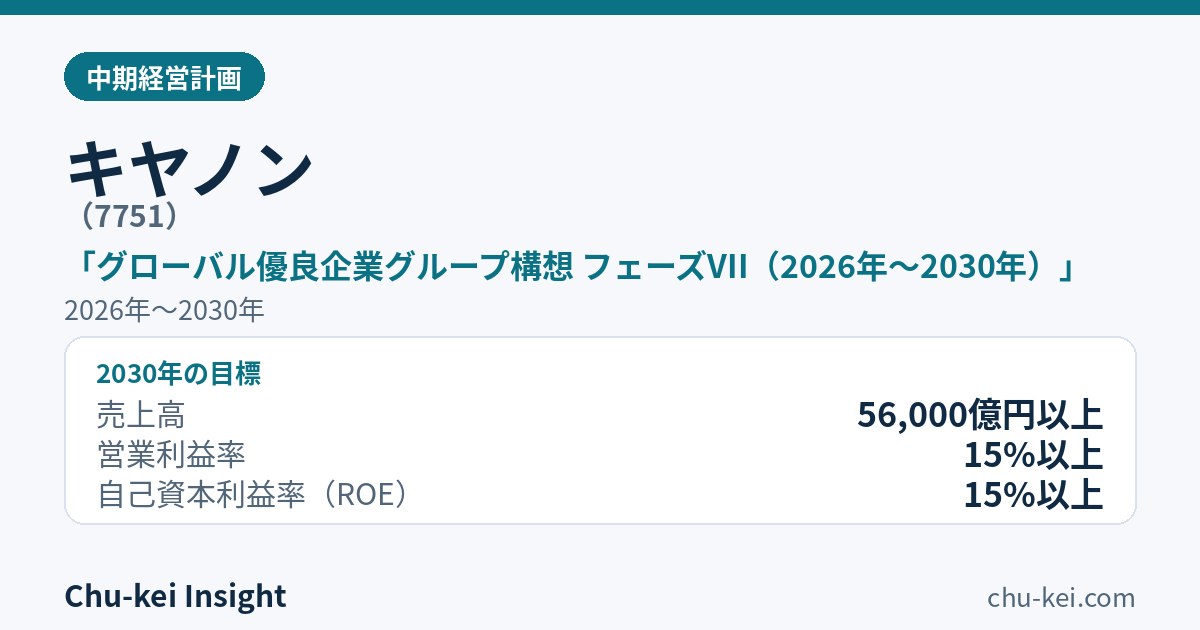 中期経営計画
キヤノン
（7751）
「グローバル優良企業グループ構想 フェーズVII（2026年～2030年）」
2026年～2030年
2030年の目標
売上高 56,000億円以上
営業利益率 15%以上
自己資本利益率（ROE） 15%以上
Chu-kei Insight chu-kei.com